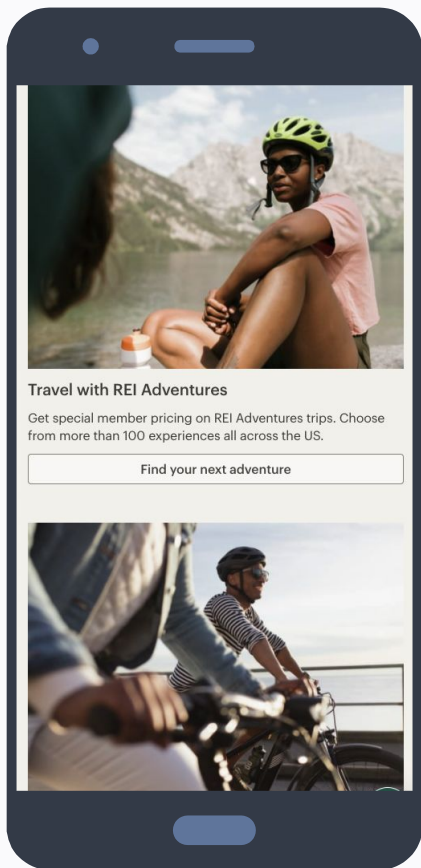 Travel with REI Adventures
Get special member pricing on REI Adventures trips. Choose
from more than 100 experiences all across the US.
Find your next adventure